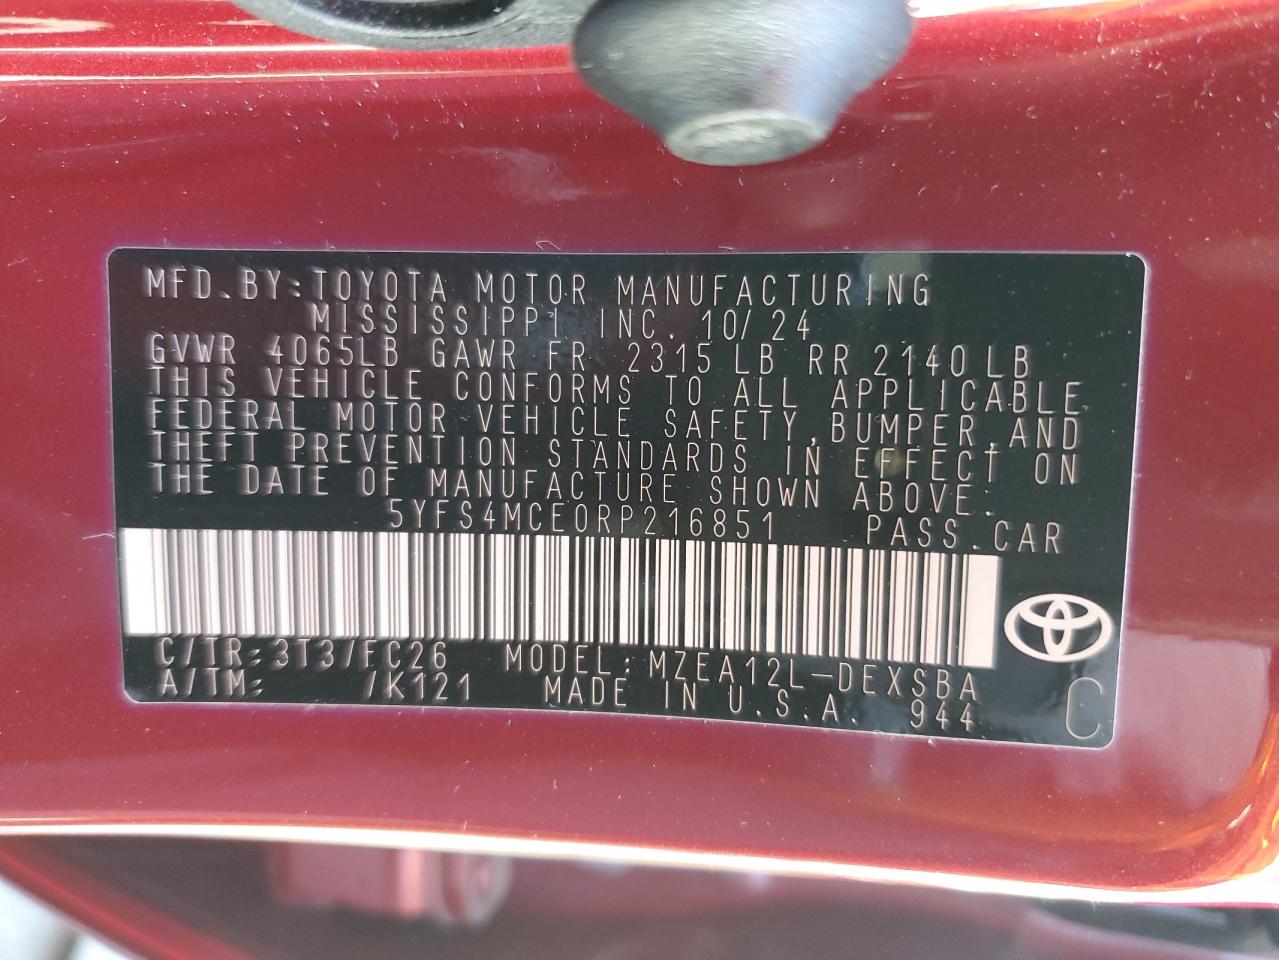 MFD.BY:TOYOTA MOTOR MANUFACTURING
MISSISSIPPI INC. 10/24
GVWR 4065LB GAWR FR 2315LB RR 2140LB
THIS VEHICLE CONFORMS TO ALL APPLICABLE
FEDERAL MOTOR VEHICLE SAFETY,BUMPER,AND
THEFT PREVENTION STANDARDS IN EFFECT ON
THE DATE OF MANUFACTURE SHOWN ABOVE.
5YFS4MCE0RP216851 PASS.CAR
C/TR:3T3/FC26 MODEL:MZEA12L-DEXSBA
A/TM: /K121 MADE IN U.S.A. 944 C